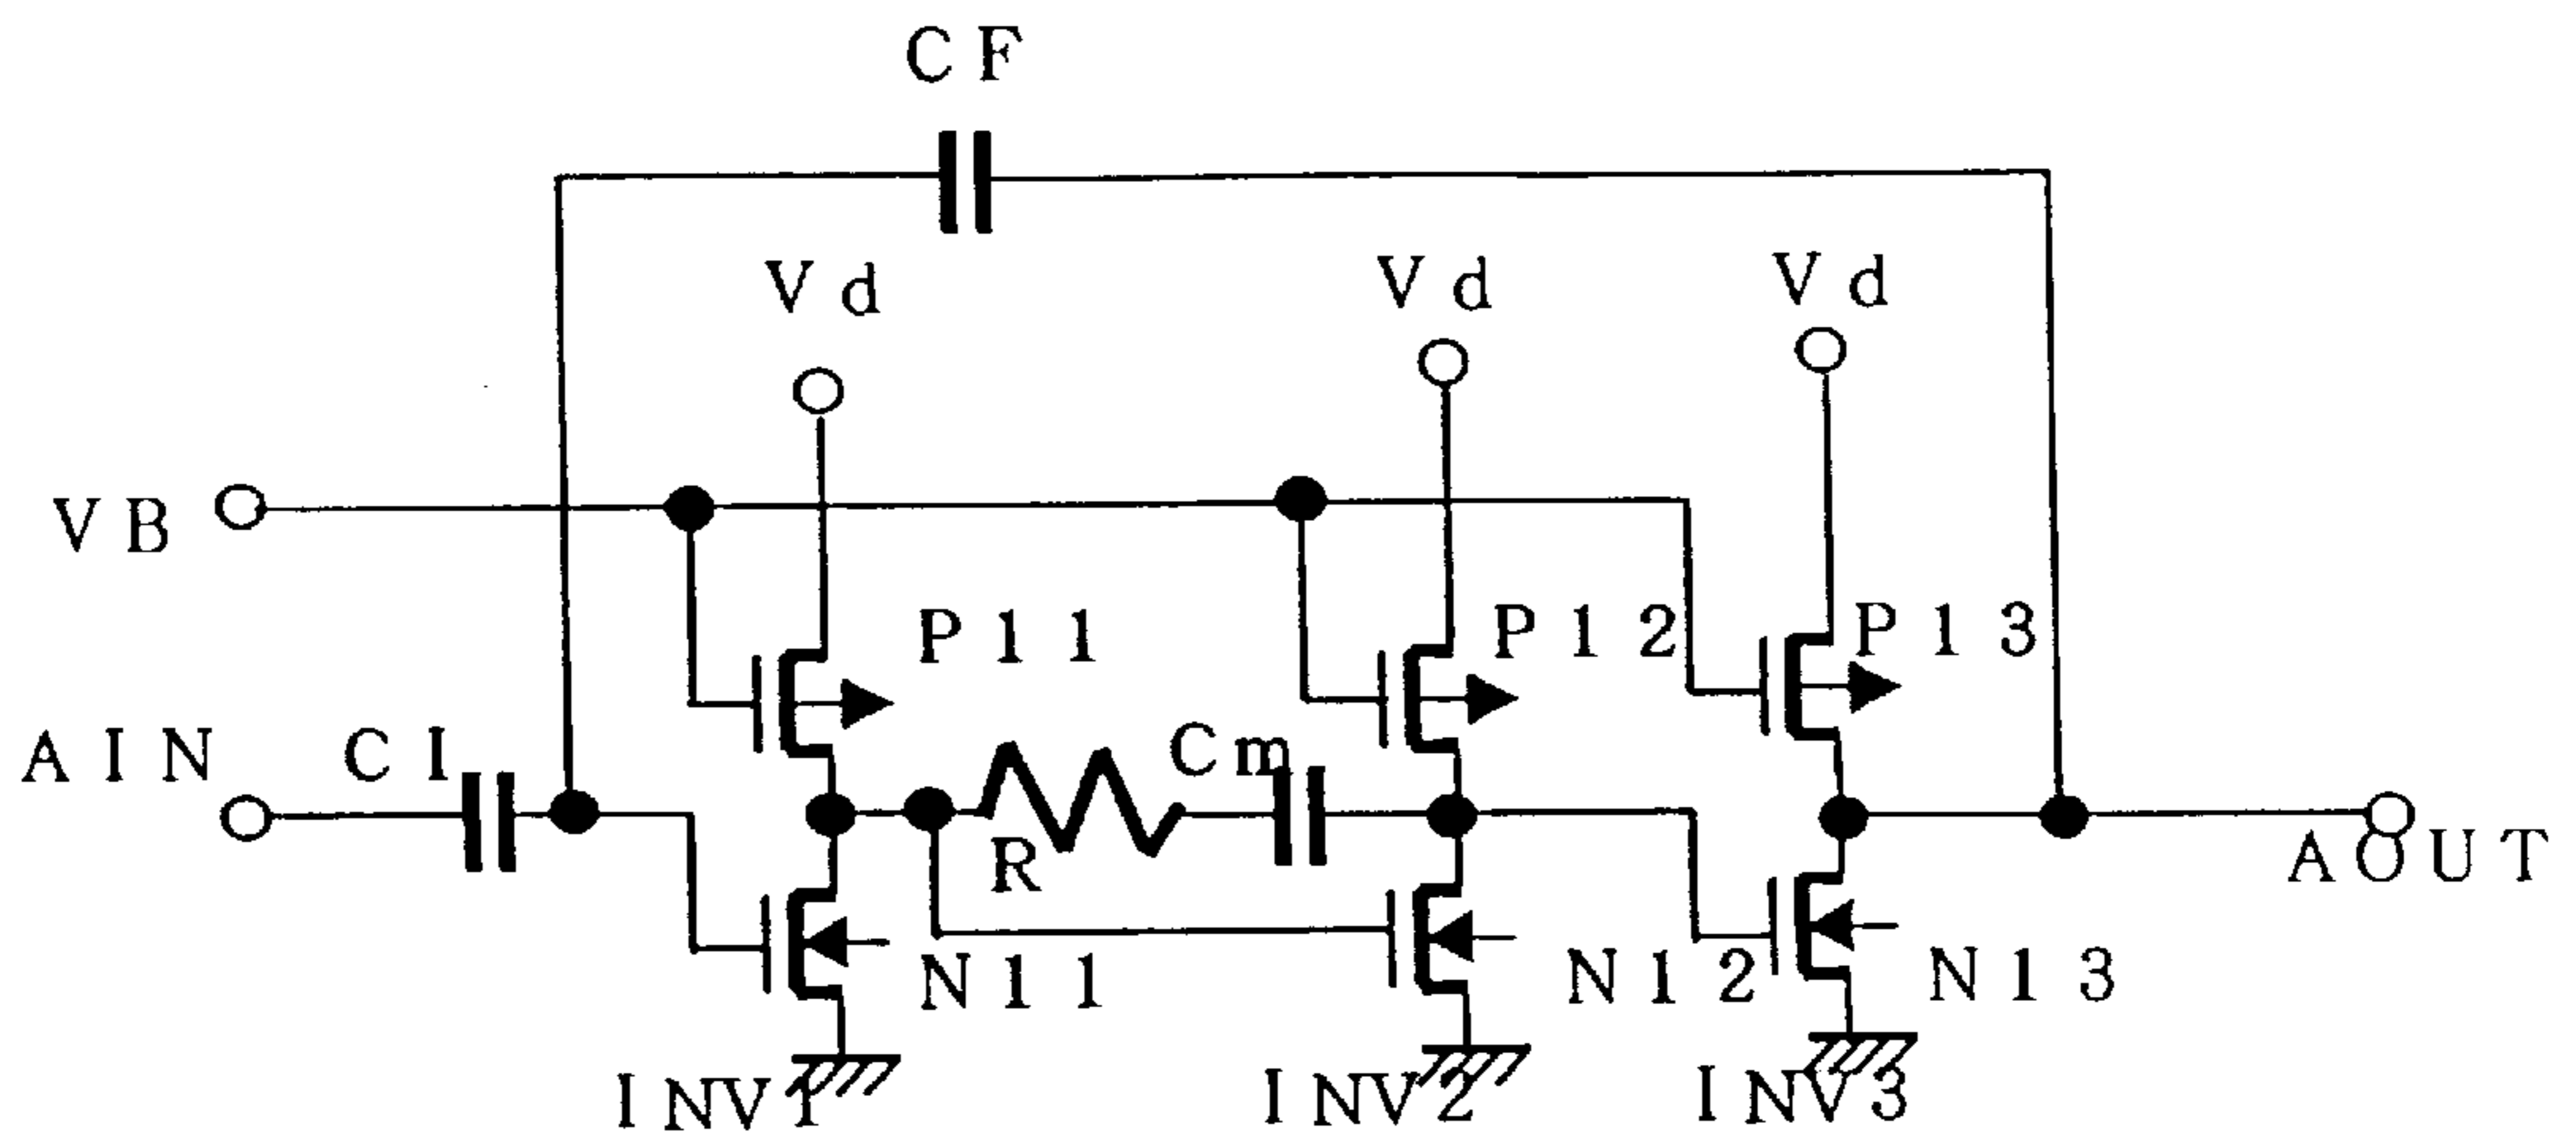 CF
Vd
Vd
Vd
VB
P11
P12
P13
AIN
CI
Cm
R
AOUT
N11
N12
N13
INV1
INV2
INV3